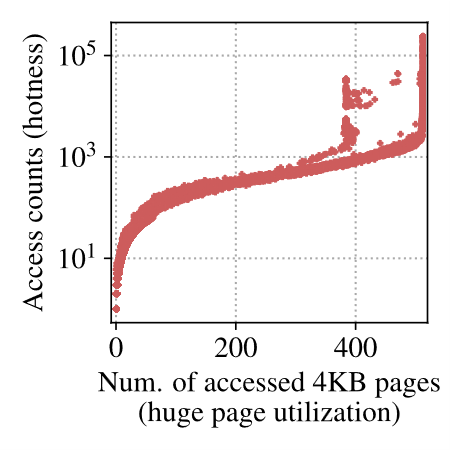 Access counts (hotness)
10^5
10^3
10^1
0 200 400
Num. of accessed 4KB pages
(huge page utilization)